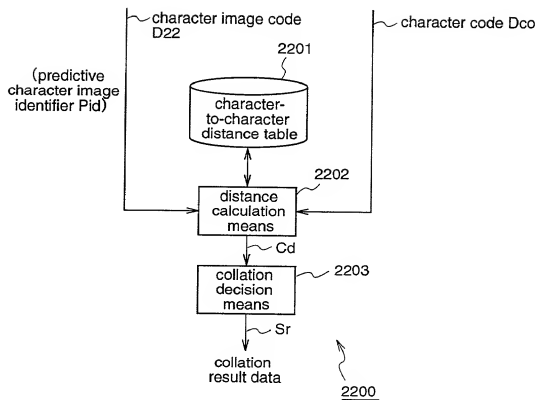 character image code
D22
character code Dco
(predictive
character image
identifier Pid)
2201
character-
to-character
distance table
2202
distance
calculation
means
Cd
2203
collation
decision
means
Sr
collation
result data
2200